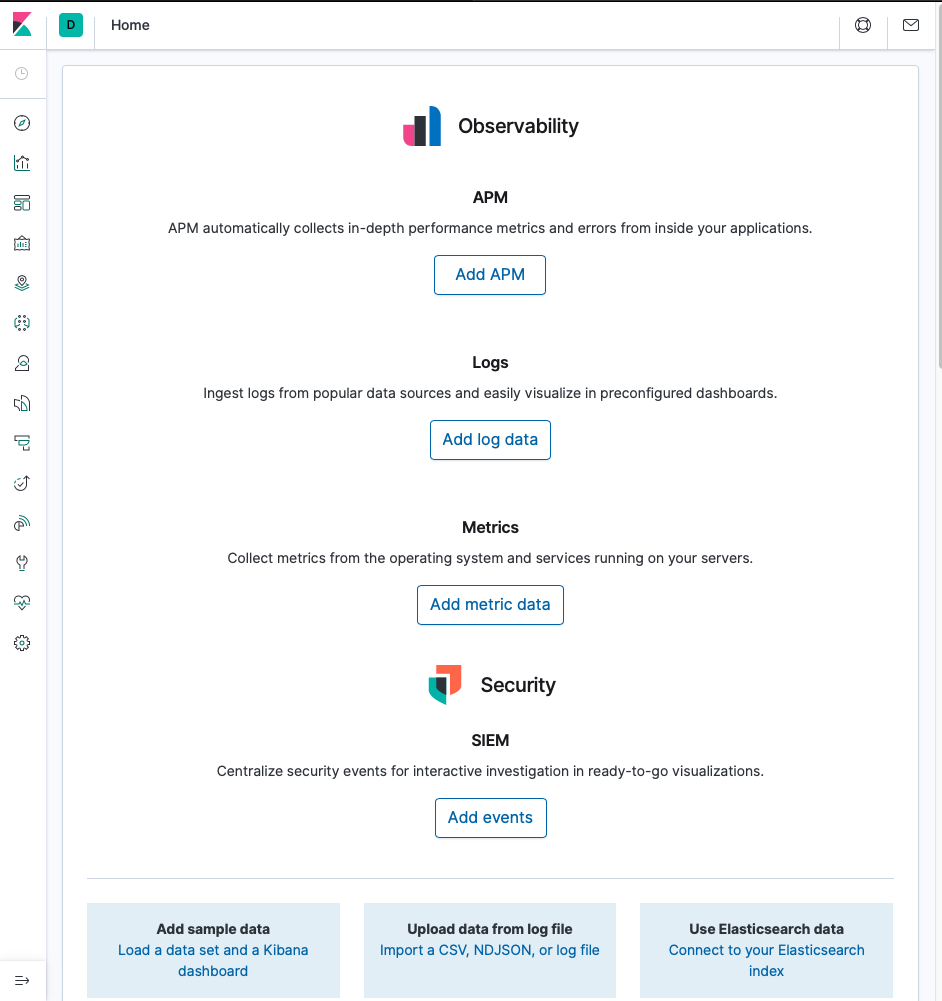 D
Home
Observability
APM
APM automatically collects in-depth performance metrics and errors from inside your applications.
Add APM
Logs
Ingest logs from popular data sources and easily visualize in preconfigured dashboards.
Add log data
Metrics
Collect metrics from the operating system and services running on your servers.
Add metric data
Security
SIEM
Centralize security events for interactive investigation in ready-to-go visualizations.
Add events
Add sample data
Load a data set and a Kibana
dashboard
Upload data from log file
Import a CSV, NDJSON, or log file
Use Elasticsearch data
Connect to your Elasticsearch
index